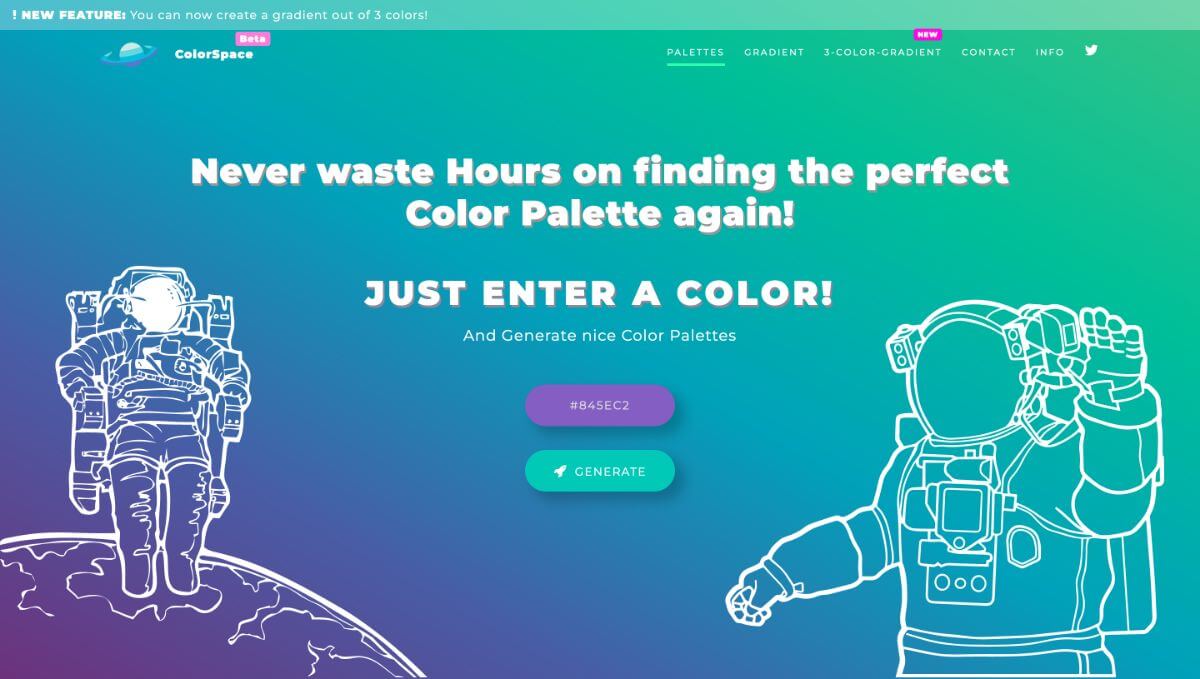 ! NEW FEATURE: You can now create a gradient out of 3 colors!
Beta
ColorSpace
NEW
PALETTES GRADIENT 3-COLOR-GRADIENT CONTACT INFO
Never waste Hours on finding the perfect
Color Palette again!
JUST ENTER A COLOR!
And Generate nice Color Palettes
#845EC2
GENERATE